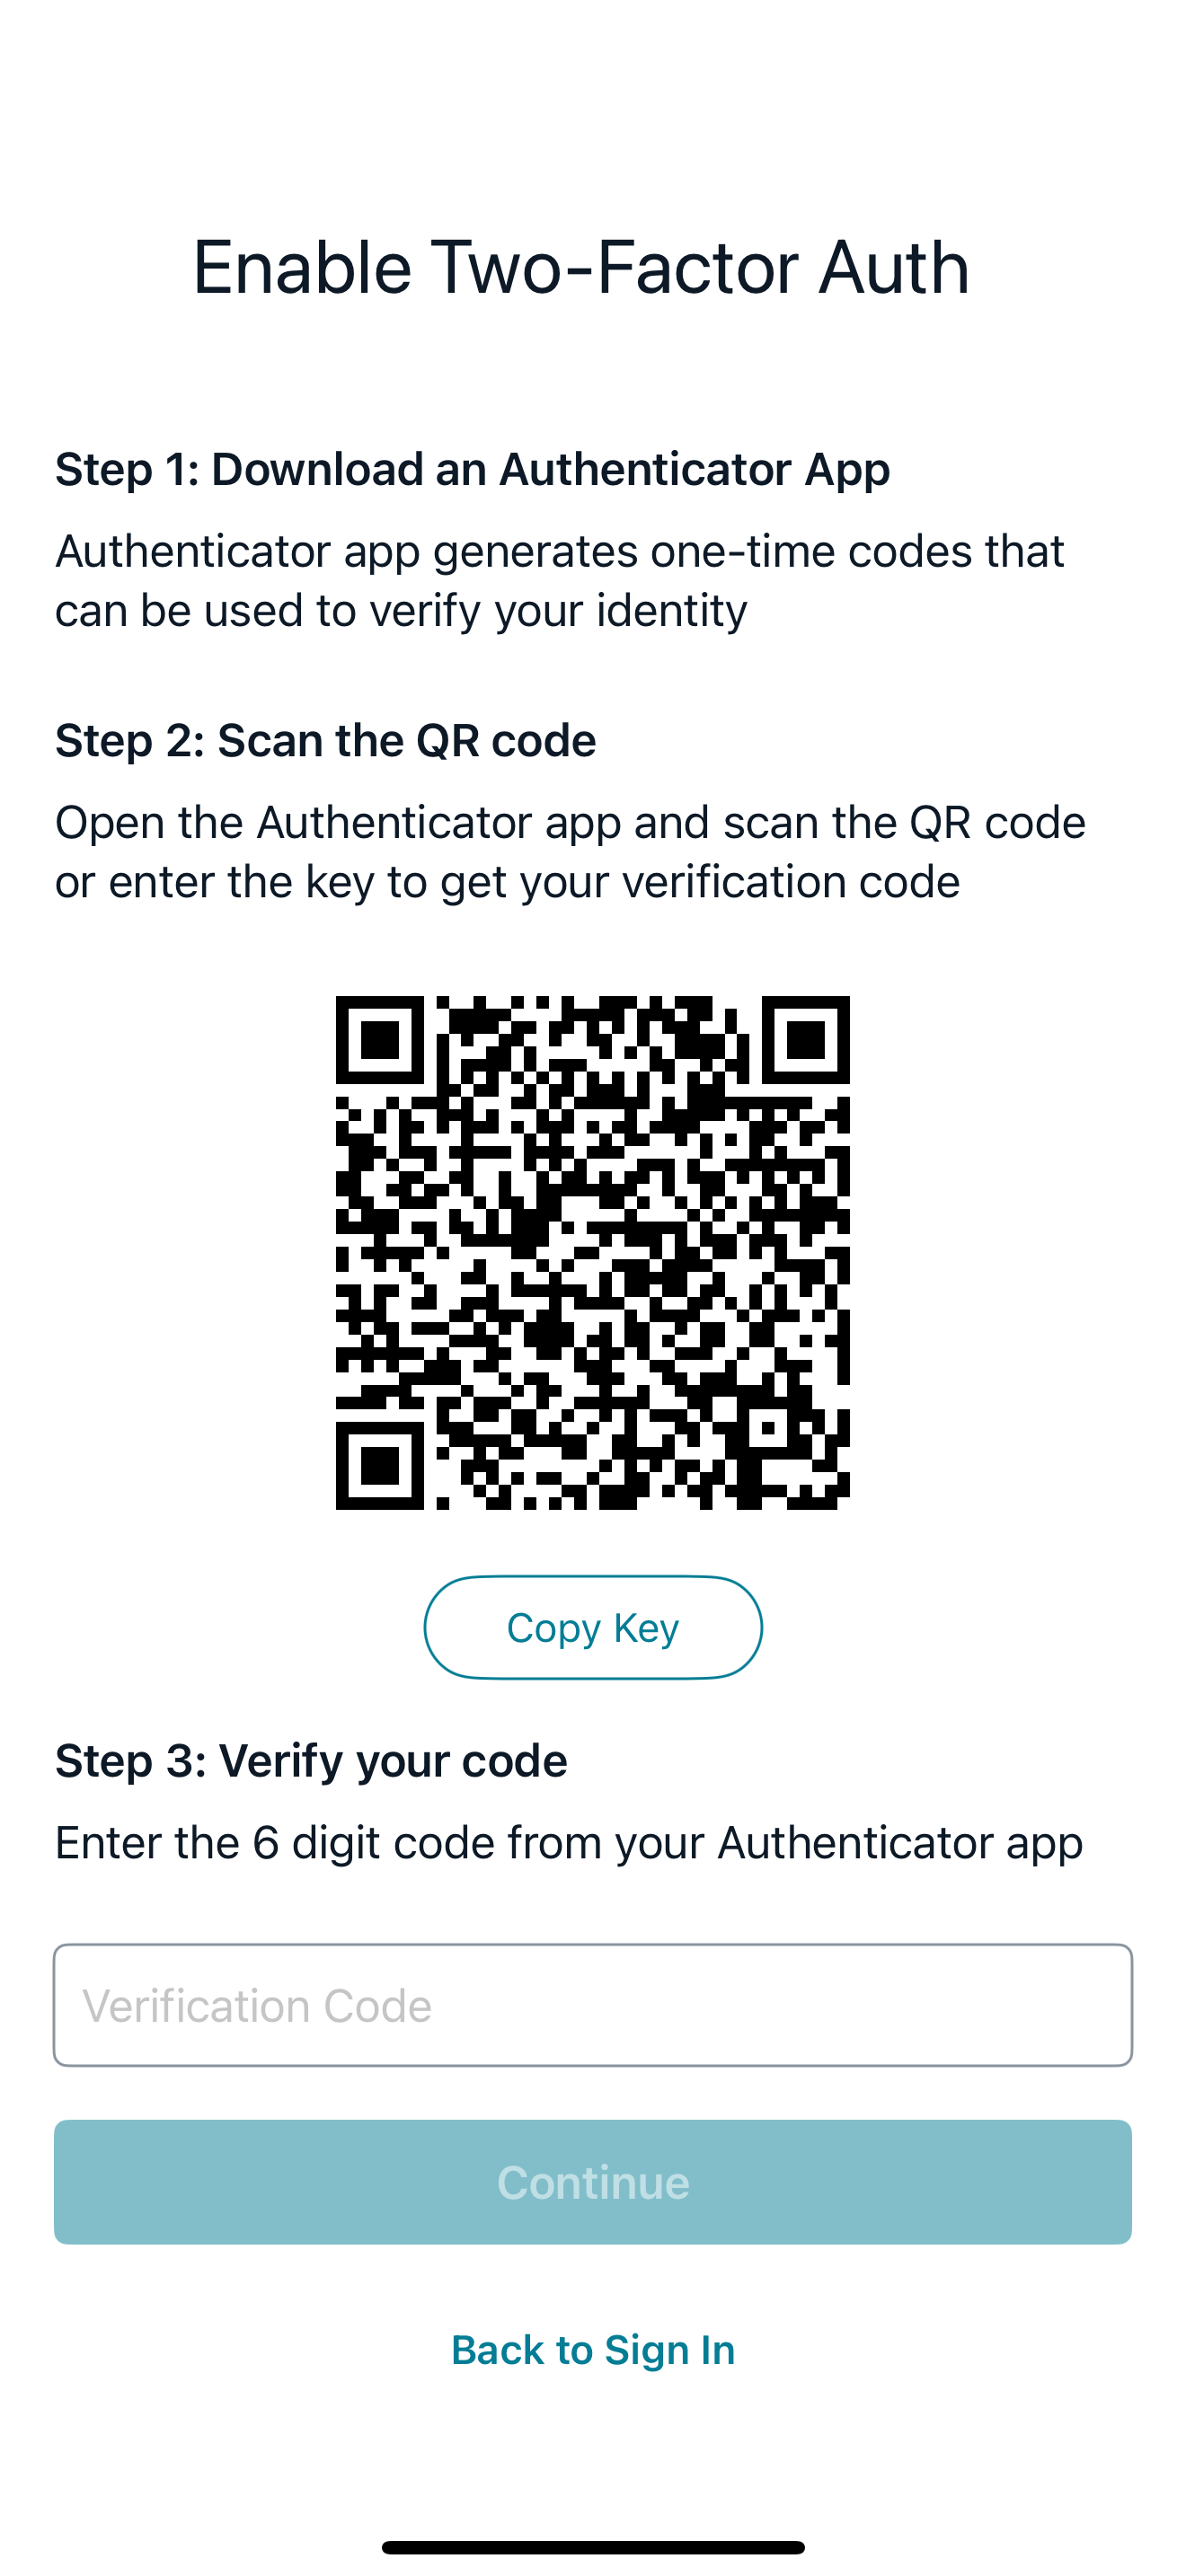 Enable Two-Factor Auth
Step 1: Download an Authenticator App
Authenticator app generates one-time codes that
can be used to verify your identity
Step 2: Scan the QR code
Open the Authenticator app and scan the QR code
or enter the key to get your verification code
Copy Key
Step 3: Verify your code
Enter the 6 digit code from your Authenticator app
Verification Code
Continue
Back to Sign In